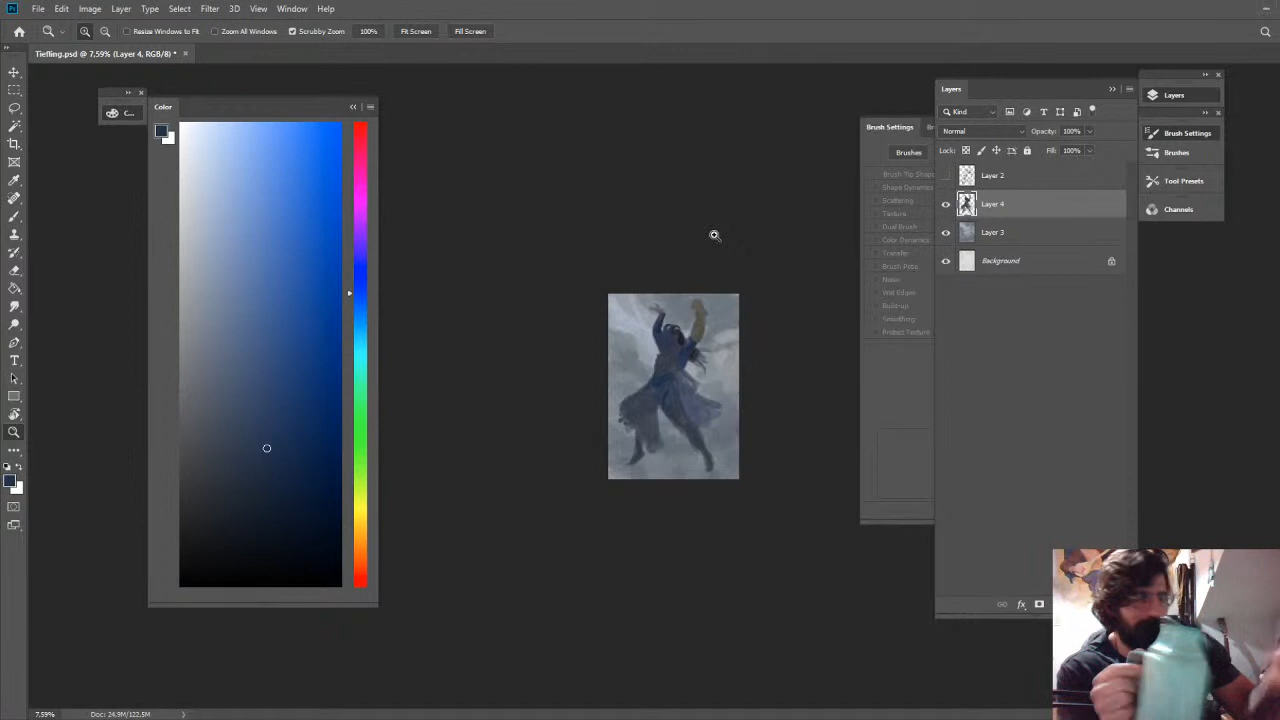 Ps File Edit Image Layer Type Select Filter 3D View Window Help
Resize Windows to Fit Zoom All Windows Scrubby Zoom 100% Fit Screen Fill Screen
Tiefling.psd @ 7,59% (Layer 4, RGB/8) * ×
C...
Color
Layers
Kind
Normal Opacity: 100%
Lock: Fill: 100%
Layer 2
Layer 4
Layer 3
Background
Brush Settings
Brushes
Brush Tip Shape
Shape Dynamics
Scattering
Texture
Dual Brush
Color Dynamics
Transfer
Brush Pose
Noise
Wet Edges
Build-up
Smoothing
Protect Texture
fx
Layers
Brush Settings
Brushes
Tool Presets
Channels
7,59% Doc: 24,9M/122,5M